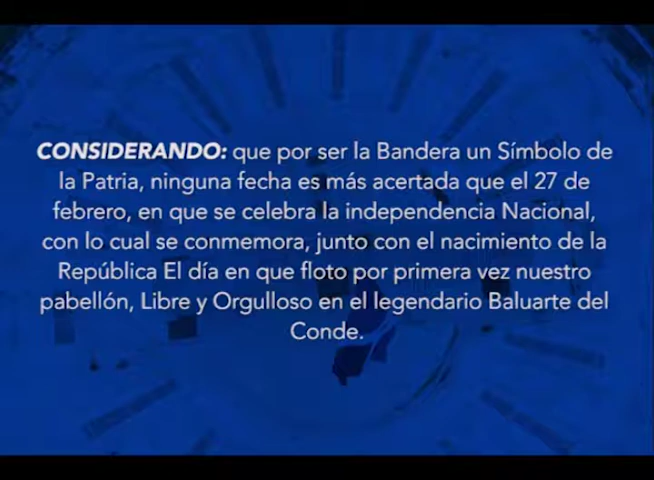 CONSIDERANDO: que por ser la Bandera un Símbolo de
la Patria, ninguna fecha es más acertada que el 27 de
febrero, en que se celebra la independencia Nacional,
con lo cual se conmemora, junto con el nacimiento de la
República El día en que floto por primera vez nuestro
pabellón, Libre y Orgulloso en el legendario Baluarte del
Conde.